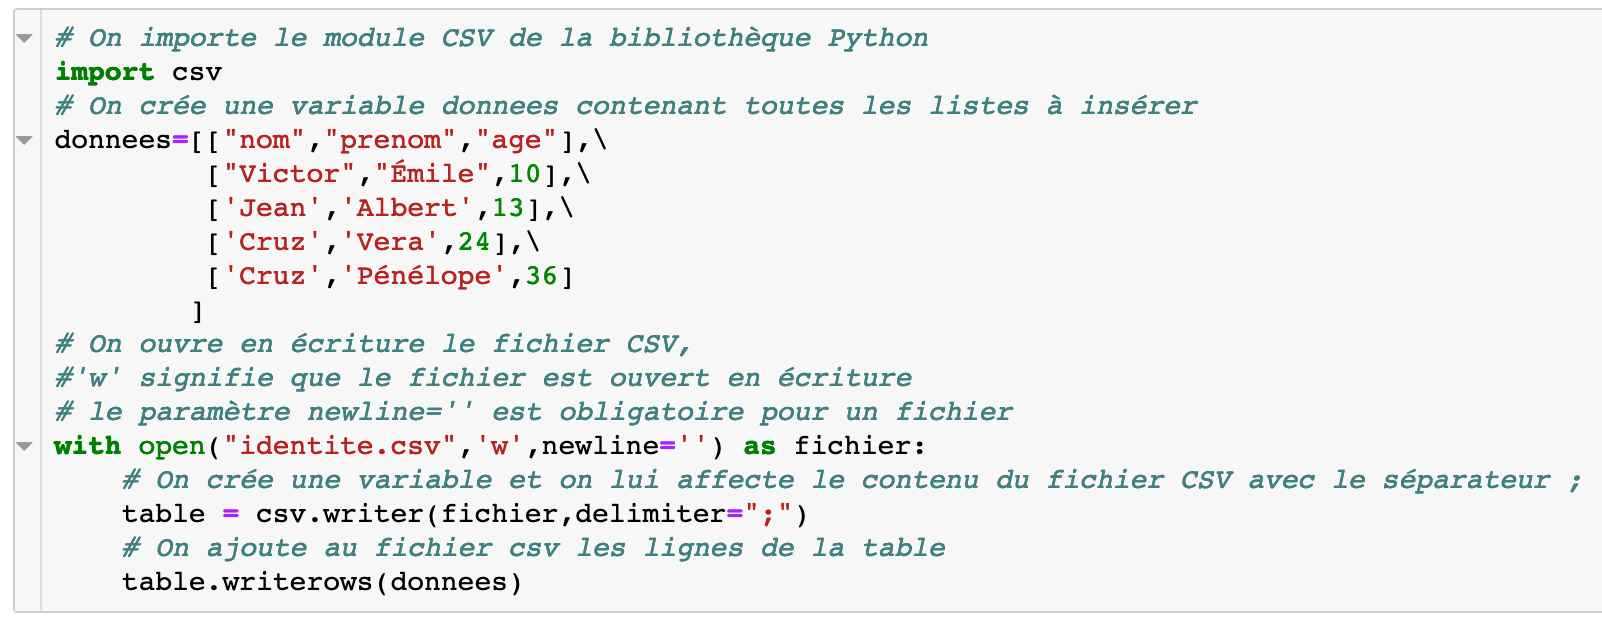 # On importe le module CSV de la bibliothèque Python
import csv
# On crée une variable donnees contenant toutes les listes à insérer
donnees=[["nom","prenom","age"],\
         ["Victor","Émile",10],\
         ['Jean','Albert',13],\
         ['Cruz','Vera',24],\
         ['Cruz','Pénélope',36]
        ]
# On ouvre en écriture le fichier CSV,
#'w' signifie que le fichier est ouvert en écriture
# le paramètre newline='' est obligatoire pour un fichier
with open("identite.csv",'w',newline='') as fichier:
    # On crée une variable et on lui affecte le contenu du fichier CSV avec le séparateur ;
    table = csv.writer(fichier,delimiter=";")
    # On ajoute au fichier csv les lignes de la table
    table.writerows(donnees)